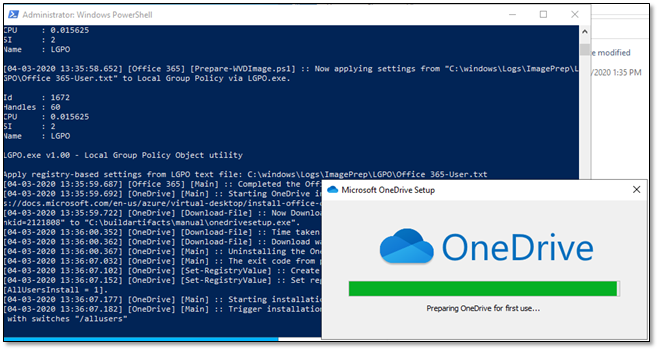 Administrator: Windows PowerShell
CPU : 0.015625
SI : 2
Name : LGPO
[04-03-2020 13:35:58.652] [Office 365] [Prepare-WVDImage.ps1] :: Now applying settings from "C:\windows\Logs\ImagePrep\L
GPO\Office 365-User.txt" to Local Group Policy via LGPO.exe.
Id : 1672
Handles : 60
CPU : 0.015625
SI : 2
Name : LGPO
LGPO.exe v1.00 - Local Group Policy Object utility
Apply registry-based settings from LGPO text file: C:\windows\Logs\ImagePrep\LGPO\Office 365-User.txt
[04-03-2020 13:35:59.687] [Office 365] [Main] :: Completed the Offi
[04-03-2020 13:35:59.692] [OneDrive] [Main] :: Starting OneDrive in
s://docs.microsoft.com/en-us/azure/virtual-desktop/install-office-o
[04-03-2020 13:35:59.722] [OneDrive] [Download-File] :: Now Downloa
nkid=2121808" to "C:\buildartifacts\manual\onedrivesetup.exe".
[04-03-2020 13:36:00.352] [OneDrive] [Download-File] :: Time taken
[04-03-2020 13:36:00.362] [OneDrive] [Download-File] :: Download wa
[04-03-2020 13:36:00.367] [OneDrive] [Main] :: Uninstalling the One
[04-03-2020 13:36:07.032] [OneDrive] [Main] :: The exit code from p
[04-03-2020 13:36:07.102] [OneDrive] [Set-RegistryValue] :: Create
[04-03-2020 13:36:07.152] [OneDrive] [Set-RegistryValue] :: Set reg
[AllUsersInstall = 1].
[04-03-2020 13:36:07.177] [OneDrive] [Main] :: Starting installatio
[04-03-2020 13:36:07.182] [OneDrive] [Main] :: Trigger installation
with switches "/allusers"
e modified
/2020 1:35 PM
Microsoft OneDrive Setup
OneDrive
Preparing OneDrive for first use...